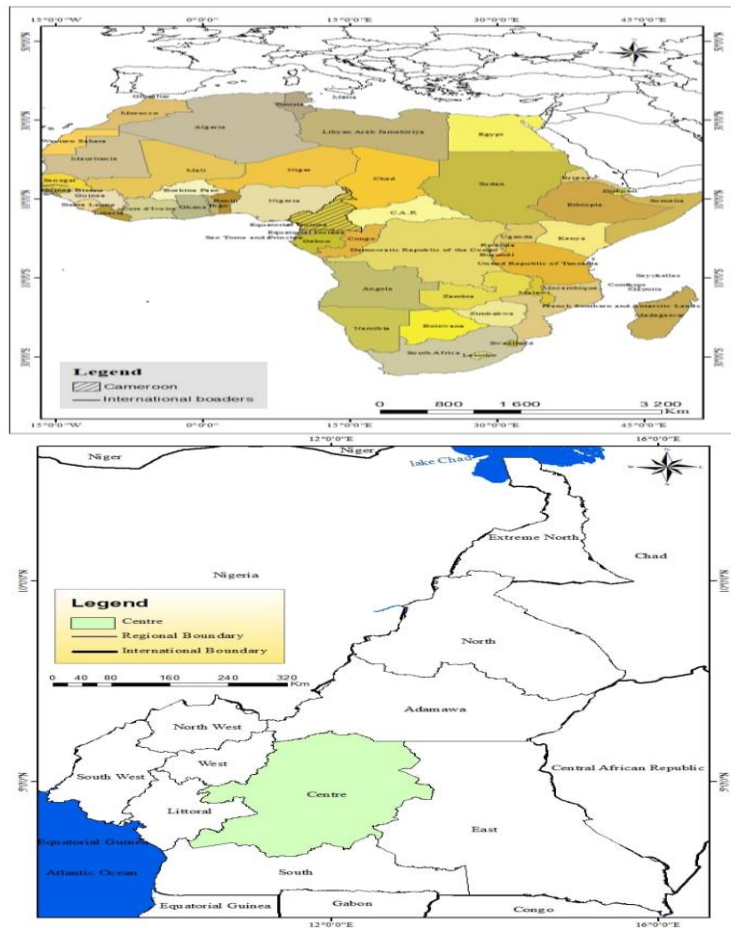 15°0'0"W 0°0'0" 15°0'0"E 30°0'0"E 45°0'0"E
Malta
Tunisia
Morocco
Algeria
Libyan Arab Jamahiriya
Egypt
Western Sahara
Mauritania
Mali
Niger
Chad
Sudan
Eritrea
Djibouti
Senegal
Guinea Bissau
Guinea
Burkina Faso
Benin
Nigeria
Sierra Leone
Liberia
Cote d'Ivoire
Ghana
Togo
C.A.R
Ethiopia
Somalia
Equatorial Guinea
Equatorial Guinea
Sao Tome and Principe
Gabon
Congo
Democratic Republic of the Congo
Uganda
Kenya
Rwanda
Burundi
United Republic of Tanzania
Seychelles
Comoros
Angola
Zambia
Malawi
Mozambique
French Southern and Antarctic Lands
Madagascar
Zimbabwe
Namibia
Botswana
Swaziland
South Africa
Lesotho
Legend
Cameroon
International boaders
0 800 1 600 3 200
Km
15°0'0"W 0°0'0" 15°0'0"E 30°0'0"E 45°0'0"E
12°0'0"E 16°0'0"E
Niger
Niger
lake Chad
Extreme North
Chad
Nigeria
10°0'0"N
10°0'0"N
Legend
Centre
Regional Boundary
International Boundary
0 40 80 160 240 320
Km
North
Adamawa
North West
West
South West
Littoral
Centre
Central African Republic
5°0'0"N
5°0'0"N
East
Equatorial Guinea
Atlantic Ocean
South
Equatorial Guinea
Gabon
Congo
12°0'0"E 16°0'0"E